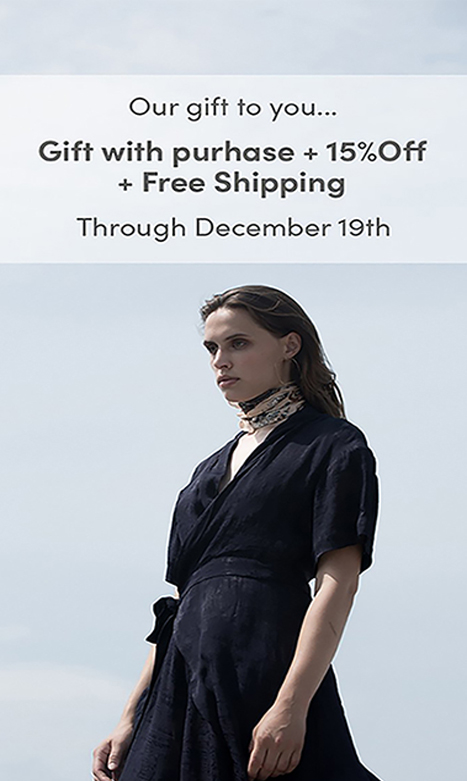 Our gift to you...
Gift with purhase + 15%Off
+ Free Shipping
Through December 19th